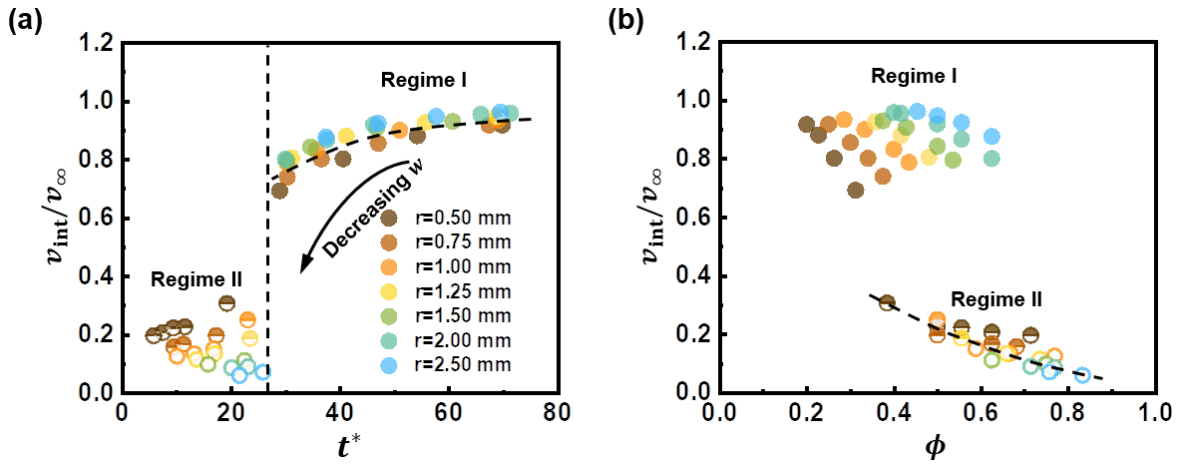 (a)
1.2
1.0
0.8
0.6
0.4
0.2
0.0
v_int/v_∞
Regime I
Decreasing w
Regime II
r=0.50 mm
r=0.75 mm
r=1.00 mm
r=1.25 mm
r=1.50 mm
r=2.00 mm
r=2.50 mm
0 20 40 60 80
t*
(b)
1.2
1.0
0.8
0.6
0.4
0.2
0.0
v_int/v_∞
Regime I
Regime II
0.0 0.2 0.4 0.6 0.8 1.0
ϕ